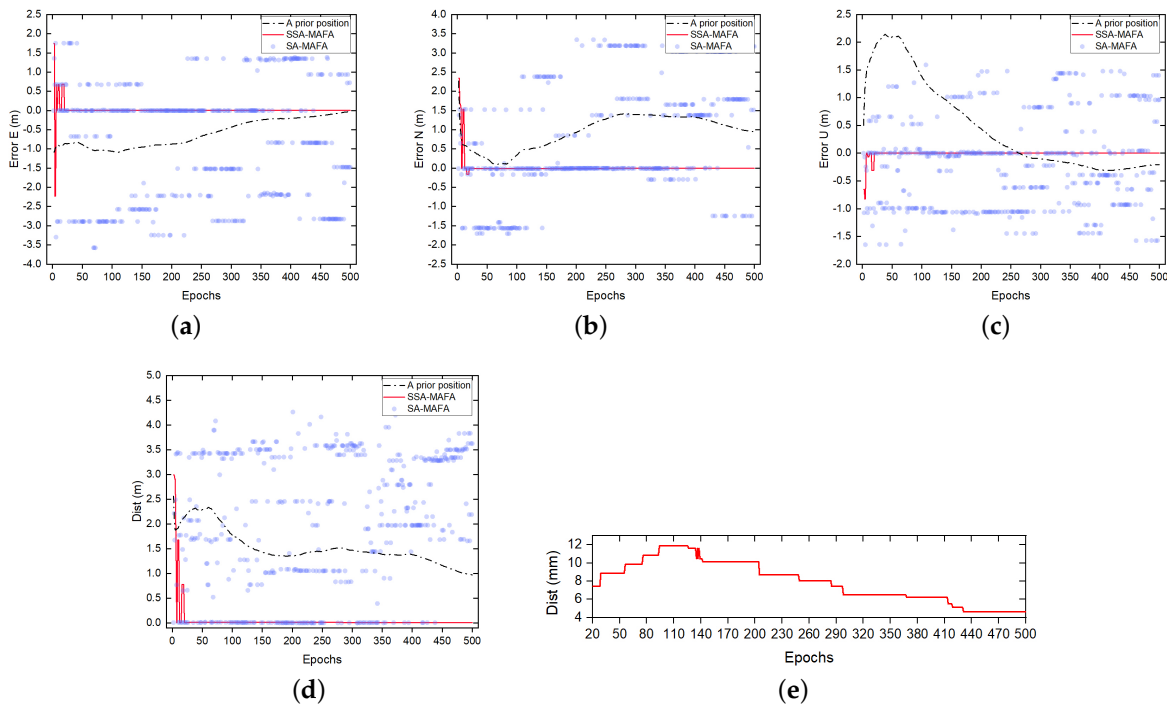 2.5
2.0
1.5
1.0
0.5
0.0
-0.5
-1.0
-1.5
-2.0
-2.5
-3.0
-3.5
-4.0
Error E (m)
0 50 100 150 200 250 300 350 400 450 500
Epochs
A prior position
SSA-MAFA
SA-MAFA
(a)
4.0
3.5
3.0
2.5
2.0
1.5
1.0
0.5
0.0
-0.5
-1.0
-1.5
-2.0
-2.5
Error N (m)
0 50 100 150 200 250 300 350 400 450 500
Epochs
A prior position
SSA-MAFA
SA-MAFA
(b)
2.5
2.0
1.5
1.0
0.5
0.0
-0.5
-1.0
-1.5
-2.0
Error U (m)
0 50 100 150 200 250 300 350 400 450 500
Epochs
A prior position
SSA-MAFA
SA-MAFA
(c)
5.0
4.5
4.0
3.5
3.0
2.5
2.0
1.5
1.0
0.5
0.0
Dist (m)
0 50 100 150 200 250 300 350 400 450 500
Epochs
A prior position
SSA-MAFA
SA-MAFA
(d)
12
10
8
6
4
Dist (mm)
20 50 80 110 140 170 200 230 260 290 320 350 380 410 440 470 500
Epochs
(e)